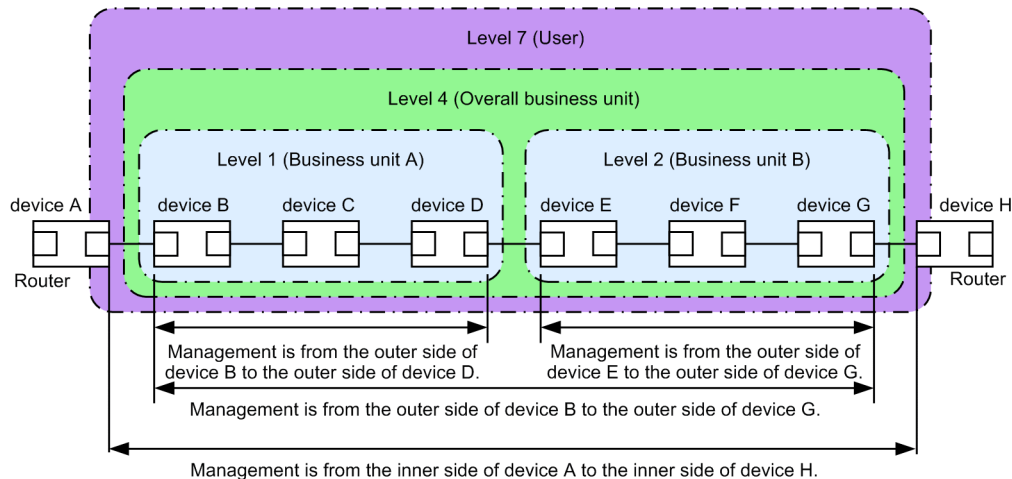 Level 7 (User)
Level 4 (Overall business unit)
Level 1 (Business unit A)
Level 2 (Business unit B)
device A
device B
device C
device D
device E
device F
device G
device H
Router
Router
Management is from the outer side of
device B to the outer side of device D.
Management is from the outer side of
device E to the outer side of device G.
Management is from the outer side of device B to the outer side of device G.
Management is from the inner side of device A to the inner side of device H.